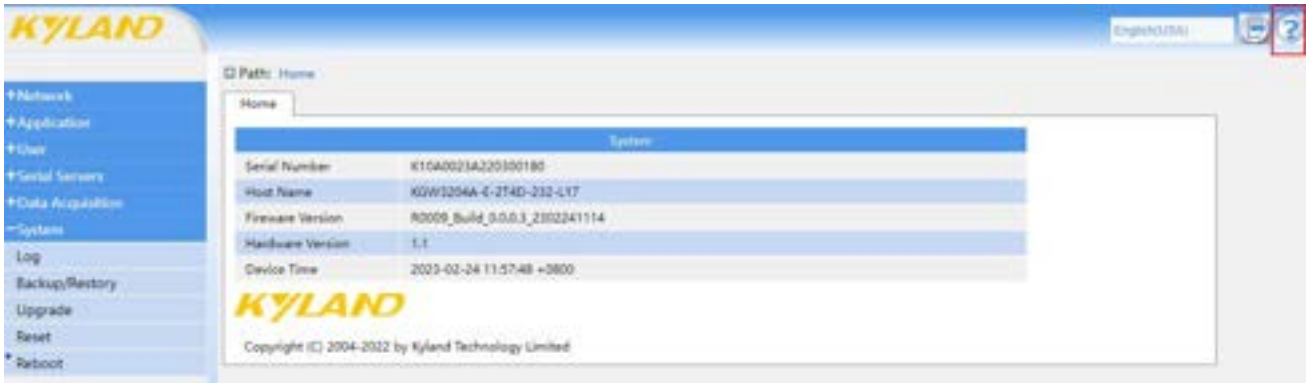 KYLAND
English(USA)
?
Path: Home
Home
+Network
+Application
+User
+Serial Servers
+Data Acquisition
-System
Log
Backup/Restory
Upgrade
Reset
Reboot
System
Serial Number K10A0023A220300180
Host Name KGW3204A-E-2T4D-232-L17
Fireware Version R0009_Build_0.0.0.3_2302241114
Hardware Version 1.1
Device Time 2023-02-24 11:57:48 +0800
KYLAND
Copyright (C) 2004-2022 by Kyland Technology Limited